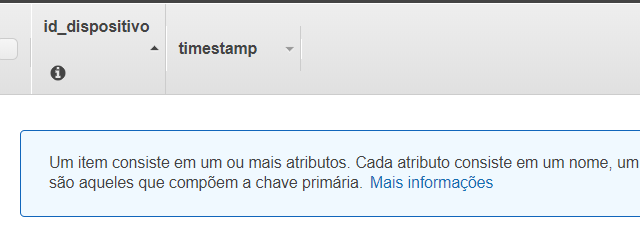 id_dispositivo
timestamp
Um item consiste em um ou mais atributos. Cada atributo consiste em um nome, um
são aqueles que compõem a chave primária. Mais informações